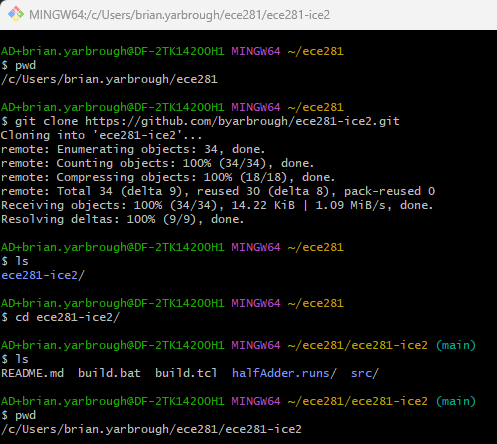 MINGW64:/c/Users/brian.yarbrough/ece281/ece281-ice2
AD+brian.yarbrough@DF-2TK14200H1 MINGW64 ~/ece281
$ pwd
/c/Users/brian.yarbrough/ece281
AD+brian.yarbrough@DF-2TK14200H1 MINGW64 ~/ece281
$ git clone https://github.com/byarbrough/ece281-ice2.git
Cloning into 'ece281-ice2'...
remote: Enumerating objects: 34, done.
remote: Counting objects: 100% (34/34), done.
remote: Compressing objects: 100% (18/18), done.
remote: Total 34 (delta 9), reused 30 (delta 8), pack-reused 0
Receiving objects: 100% (34/34), 14.22 KiB | 1.09 MiB/s, done.
Resolving deltas: 100% (9/9), done.
AD+brian.yarbrough@DF-2TK14200H1 MINGW64 ~/ece281
$ ls
ece281-ice2/
AD+brian.yarbrough@DF-2TK14200H1 MINGW64 ~/ece281
$ cd ece281-ice2/
AD+brian.yarbrough@DF-2TK14200H1 MINGW64 ~/ece281/ece281-ice2 (main)
$ ls
README.md  build.bat  build.tcl  halfAdder.runs/  src/
AD+brian.yarbrough@DF-2TK14200H1 MINGW64 ~/ece281/ece281-ice2 (main)
$ pwd
/c/Users/brian.yarbrough/ece281/ece281-ice2